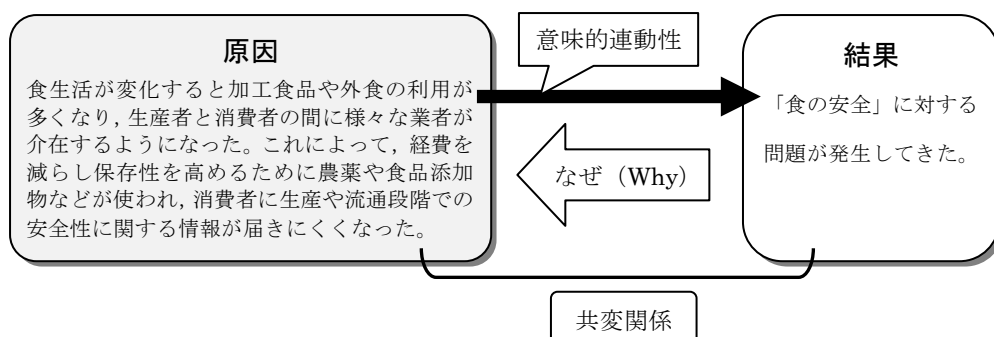 原因
食生活が変化すると加工食品や外食の利用が
多くなり,生産者と消費者の間に様々な業者が
介在するようになった。これによって,経費を
減らし保存性を高めるために農薬や食品添加
物などが使われ,消費者に生産や流通段階での
安全性に関する情報が届きにくくなった。
意味的連動性
なぜ（Why）
結果
「食の安全」に対する
問題が発生してきた。
共変関係